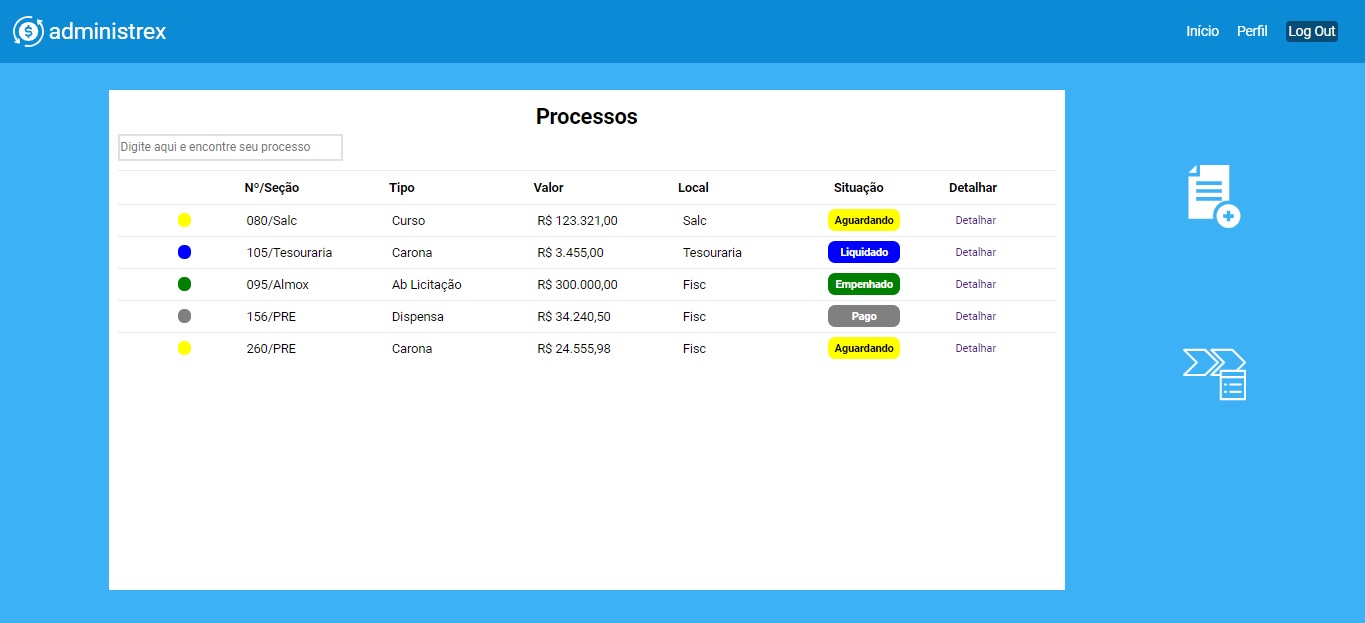 administrex
Início Perfil Log Out
Processos
Digite aqui e encontre seu processo
Nº/Seção Tipo Valor Local Situação Detalhar
080/Salc Curso R$ 123.321,00 Salc Aguardando Detalhar
105/Tesouraria Carona R$ 3.455,00 Tesouraria Liquidado Detalhar
095/Almox Ab Licitação R$ 300.000,00 Fisc Empenhado Detalhar
156/PRE Dispensa R$ 34.240,50 Fisc Pago Detalhar
260/PRE Carona R$ 24.555,98 Fisc Aguardando Detalhar